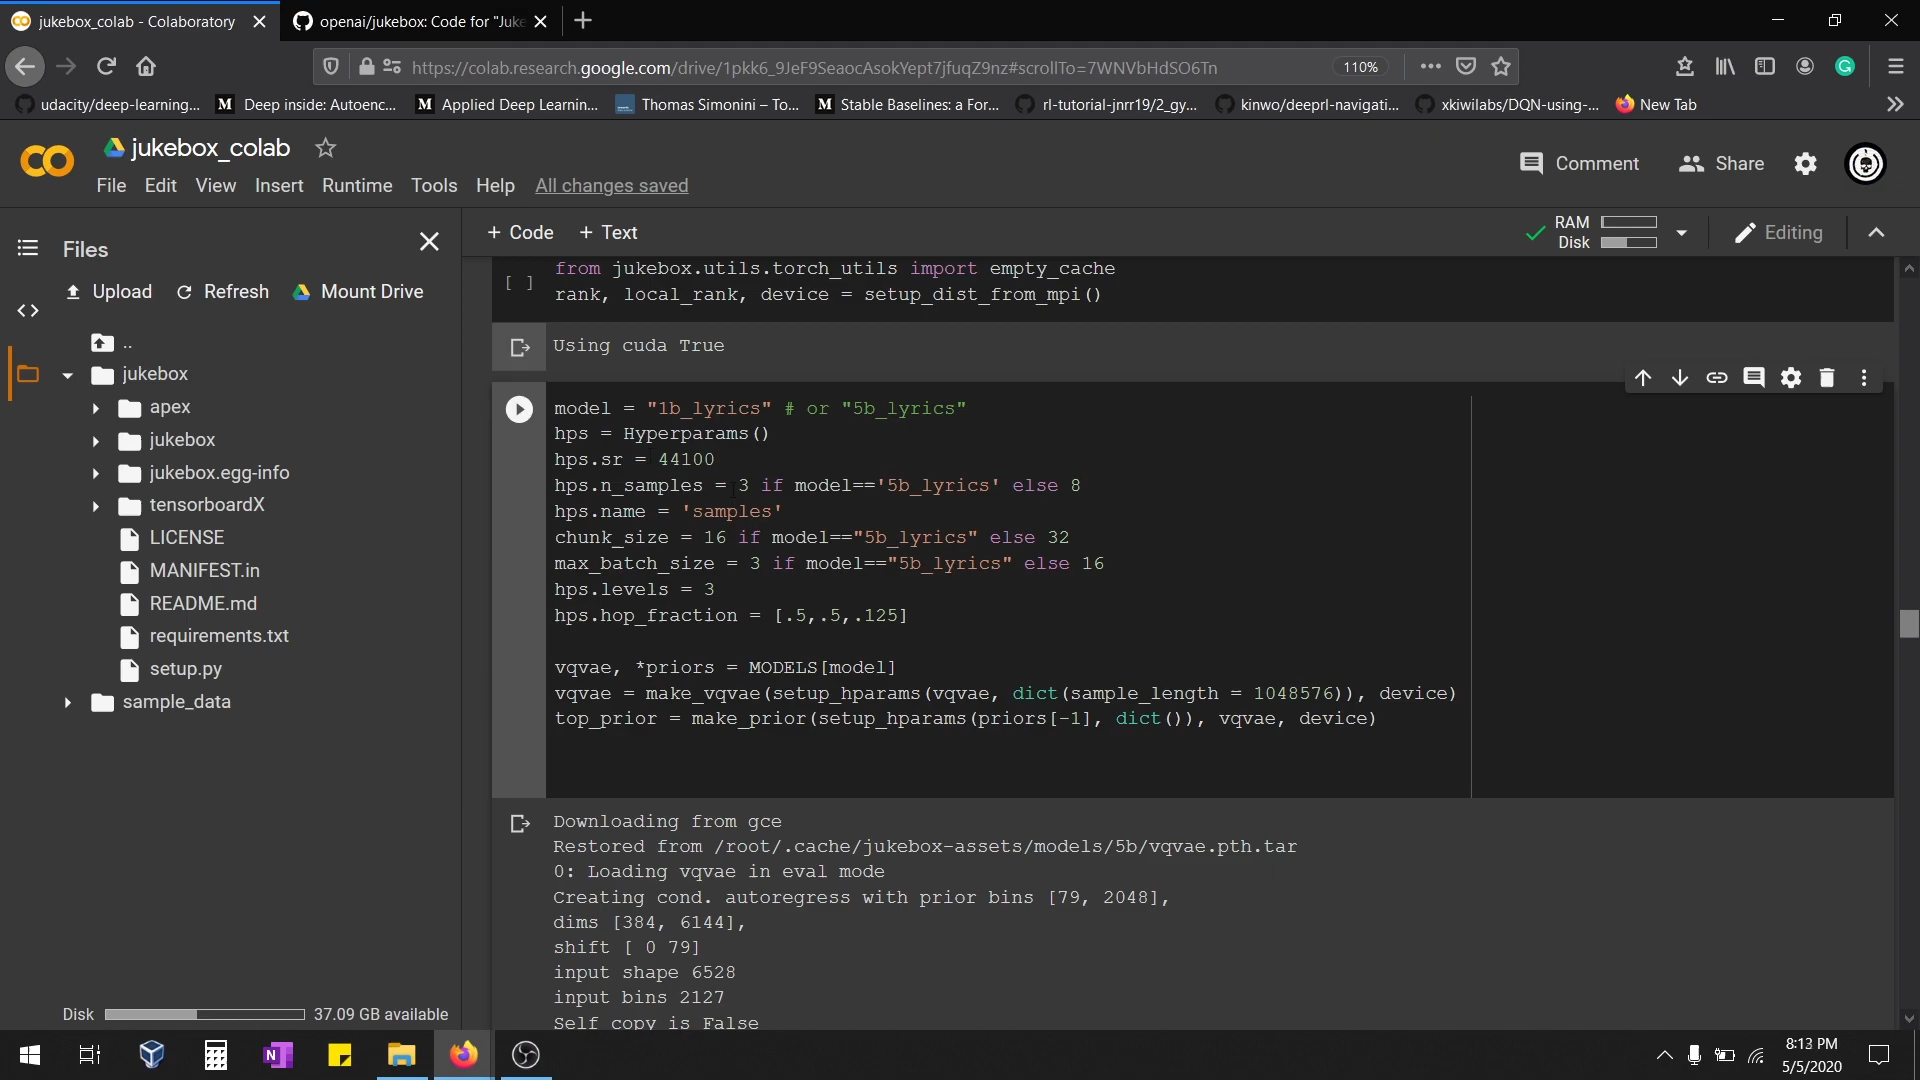 jukebox_colab - Colaboratory
openai/jukebox: Code for "Juke
https://colab.research.google.com/drive/1pkk6_9JeF9SeaocAsokYept7jfuqZ9nz#scrollTo=7WNVbHdSO6Tn
110%
udacity/deep-learning...
Deep inside: Autoenc...
Applied Deep Learnin...
Thomas Simonini – To...
Stable Baselines: a For...
rl-tutorial-jnrr19/2_gy...
kinwo/deeprl-navigati...
xkiwilabs/DQN-using-...
New Tab
jukebox_colab
File Edit View Insert Runtime Tools Help All changes saved
Comment
Share
Files
+ Code + Text
RAM
Disk
Editing
Upload Refresh Mount Drive
..
jukebox
apex
jukebox
jukebox.egg-info
tensorboardX
LICENSE
MANIFEST.in
README.md
requirements.txt
setup.py
sample_data
Disk 37.09 GB available
[ ]
from jukebox.utils.torch_utils import empty_cache
rank, local_rank, device = setup_dist_from_mpi()
Using cuda True
model = "1b_lyrics" # or "5b_lyrics"
hps = Hyperparams()
hps.sr = 44100
hps.n_samples = 3 if model=='5b_lyrics' else 8
hps.name = 'samples'
chunk_size = 16 if model=="5b_lyrics" else 32
max_batch_size = 3 if model=="5b_lyrics" else 16
hps.levels = 3
hps.hop_fraction = [.5,.5,.125]
vqvae, *priors = MODELS[model]
vqvae = make_vqvae(setup_hparams(vqvae, dict(sample_length = 1048576)), device)
top_prior = make_prior(setup_hparams(priors[-1], dict()), vqvae, device)
Downloading from gce
Restored from /root/.cache/jukebox-assets/models/5b/vqvae.pth.tar
0: Loading vqvae in eval mode
Creating cond. autoregress with prior bins [79, 2048],
dims [384, 6144],
shift [ 0 79]
input shape 6528
input bins 2127
Self copy is False
8:13 PM
5/5/2020